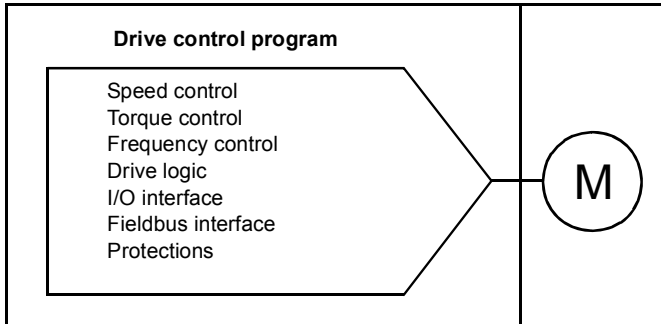 Drive control program
Speed control
Torque control
Frequency control
Drive logic
I/O interface
Fieldbus interface
Protections
M